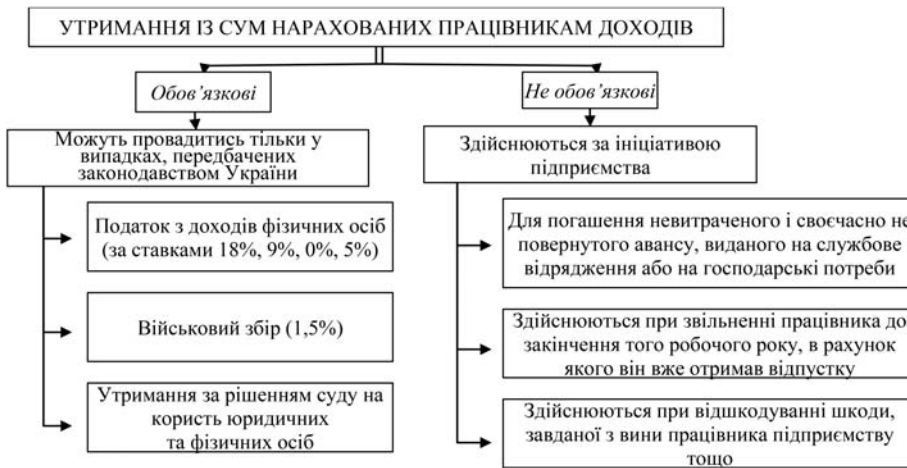 УТРИМАННЯ ІЗ СУМ НАРАХОВАНИХ ПРАЦІВНИКАМ ДОХОДІВ
Обов’язкові
Не обов’язкові
Можуть провадитись тільки у
випадках, передбачених
законодавством України
Здійснюються за ініціативою
підприємства
Податок з доходів фізичних осіб
(за ставками 18%, 9%, 0%, 5%)
Військовий збір (1,5%)
Утримання за рішенням суду на
користь юридичних
та фізичних осіб
Для погашення невитраченого і своєчасно не
повернутого авансу, виданого на службове
відрядження або на господарські потреби
Здійснюються при звільненні працівника до
закінчення того робочого року, в рахунок
якого він вже отримав відпустку
Здійснюються при відшкодуванні шкоди,
завданої з вини працівника підприємству
тощо